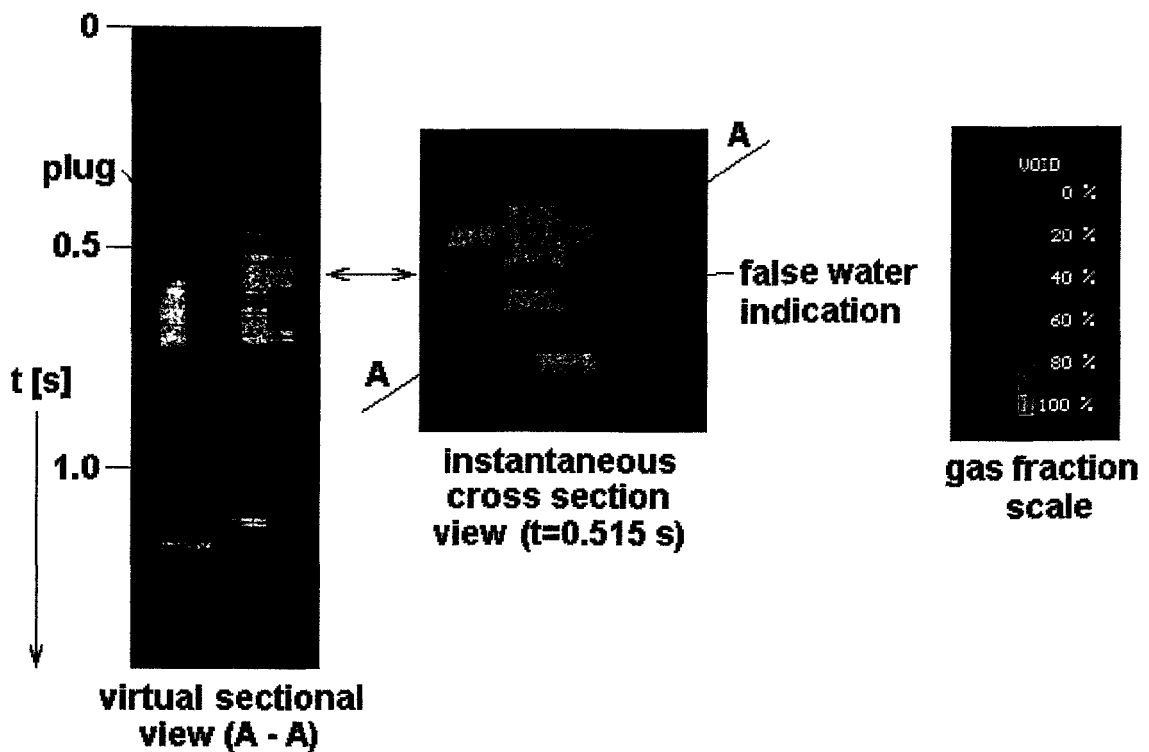 0
plug
0.5
t [s]
1.0
virtual sectional
view (A - A)
A
A
false water
indication
instantaneous
cross section
view (t=0.515 s)
VOID
0 %
20 %
40 %
60 %
80 %
100 %
gas fraction
scale